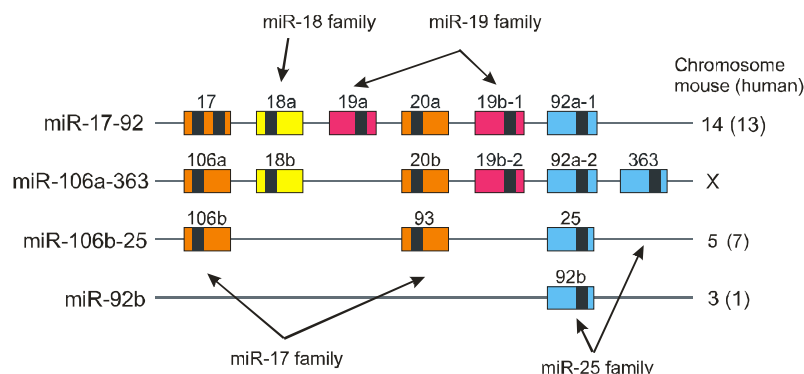 miR-18 family miR-19 family
Chromosome
mouse (human)
17 18a 19a 20a 19b-1 92a-1
miR-17-92 14 (13)
106a 18b 20b 19b-2 92a-2 363
miR-106a-363 X
106b 93 25
miR-106b-25 5 (7)
92b
miR-92b 3 (1)
miR-17 family
miR-25 family